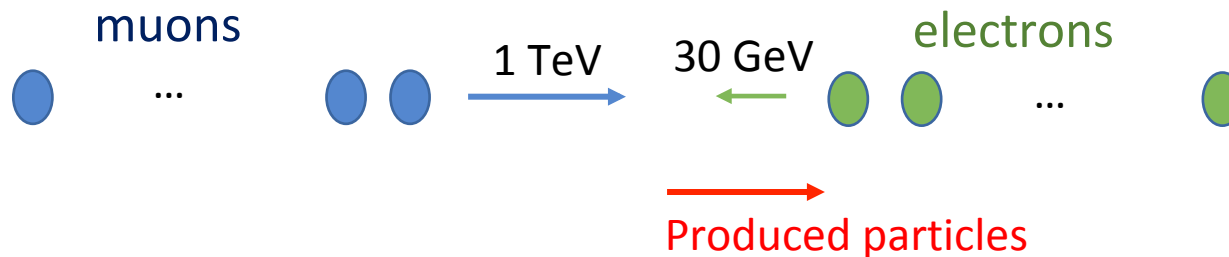 muons
electrons
1 TeV
30 GeV
...
...
Produced particles